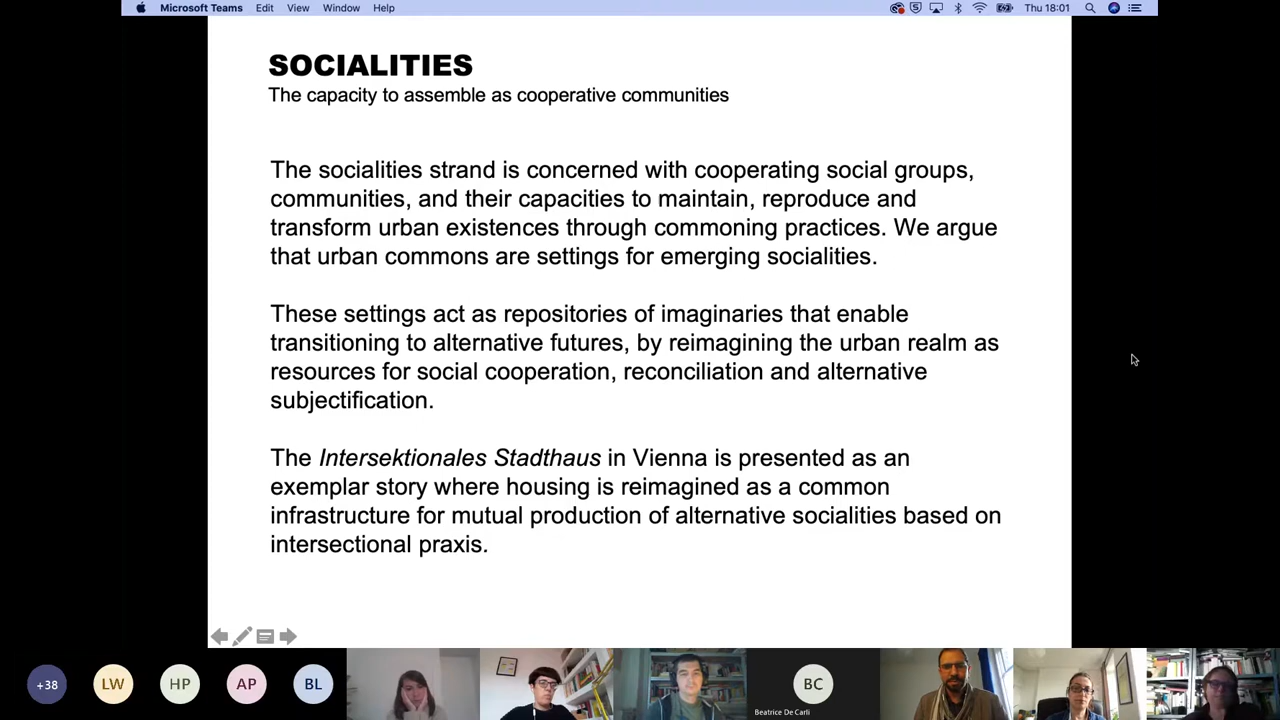 Microsoft Teams Edit View Window Help Thu 18:01
SOCIALITIES
The capacity to assemble as cooperative communities
The socialities strand is concerned with cooperating social groups,
communities, and their capacities to maintain, reproduce and
transform urban existences through commoning practices. We argue
that urban commons are settings for emerging socialities.
These settings act as repositories of imaginaries that enable
transitioning to alternative futures, by reimagining the urban realm as
resources for social cooperation, reconciliation and alternative
subjectification.
The Intersektionales Stadthaus in Vienna is presented as an
exemplar story where housing is reimagined as a common
infrastructure for mutual production of alternative socialities based on
intersectional praxis.
+38 LW HP AP BL BC
Beatrice De Carli